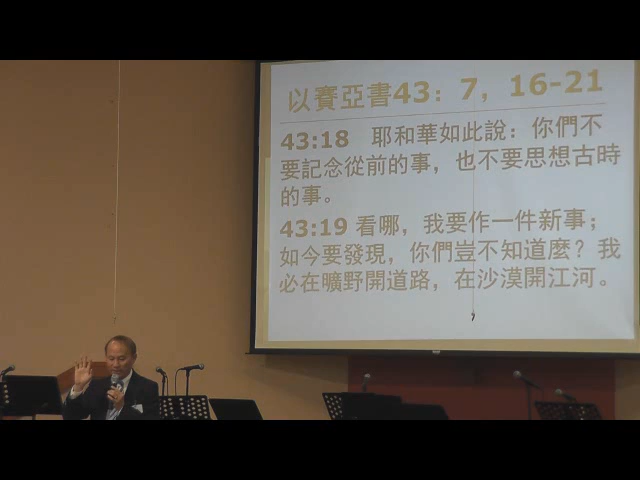 以賽亞書43：7，16-21
43:18 耶和華如此說：你們不
要記念從前的事，也不要思想古時
的事。
43:19 看哪，我要作一件新事；
如今要發現，你們豈不知道麼？我
必在曠野開道路，在沙漠開江河。
7